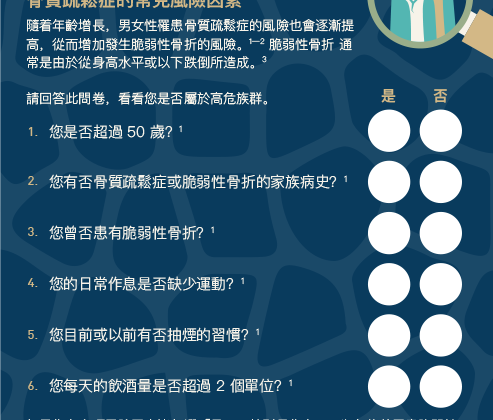 骨質疏鬆症的常見風險因素
隨着年齡增長，男女性罹患骨質疏鬆症的風險也會逐漸提
高，從而增加發生脆弱性骨折的風險。1–2 脆弱性骨折 通
常是由於從身高水平或以下跌倒所造成。3
請回答此問卷，看看您是否屬於高危族群。
是 否
1. 您是否超過 50 歲? 1
2. 您有否骨質疏鬆症或脆弱性骨折的家族病史? 1
3. 您曾否患有脆弱性骨折? 1
4. 您的日常作息是否缺少運動? 1
5. 您目前或以前有否抽煙的習慣? 1
6. 您每天的飲酒量是否超過 2 個單位? 1